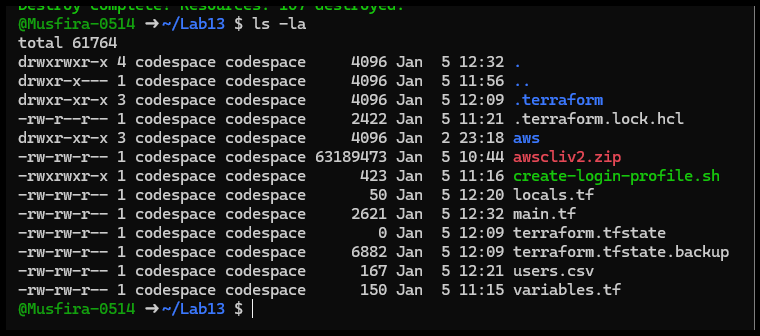 Destroy complete! Resources: 107 destroyed.
@Musfira-0514 ➜~/Lab13 $ ls -la
total 61764
drwxrwxr-x 4 codespace codespace     4096 Jan  5 12:32 .
drwxr-x--- 1 codespace codespace     4096 Jan  5 11:56 ..
drwxr-xr-x 3 codespace codespace     4096 Jan  5 12:09 .terraform
-rw-r--r-- 1 codespace codespace     2422 Jan  5 11:21 .terraform.lock.hcl
drwxr-xr-x 3 codespace codespace     4096 Jan  2 23:18 aws
-rw-rw-r-- 1 codespace codespace 63189473 Jan  5 10:44 awscliv2.zip
-rwxrwxr-x 1 codespace codespace      423 Jan  5 11:16 create-login-profile.sh
-rw-rw-r-- 1 codespace codespace       50 Jan  5 12:20 locals.tf
-rw-rw-r-- 1 codespace codespace     2621 Jan  5 12:32 main.tf
-rw-rw-r-- 1 codespace codespace        0 Jan  5 12:09 terraform.tfstate
-rw-rw-r-- 1 codespace codespace     6882 Jan  5 12:09 terraform.tfstate.backup
-rw-rw-r-- 1 codespace codespace      167 Jan  5 12:21 users.csv
-rw-rw-r-- 1 codespace codespace      150 Jan  5 11:15 variables.tf
@Musfira-0514 ➜~/Lab13 $